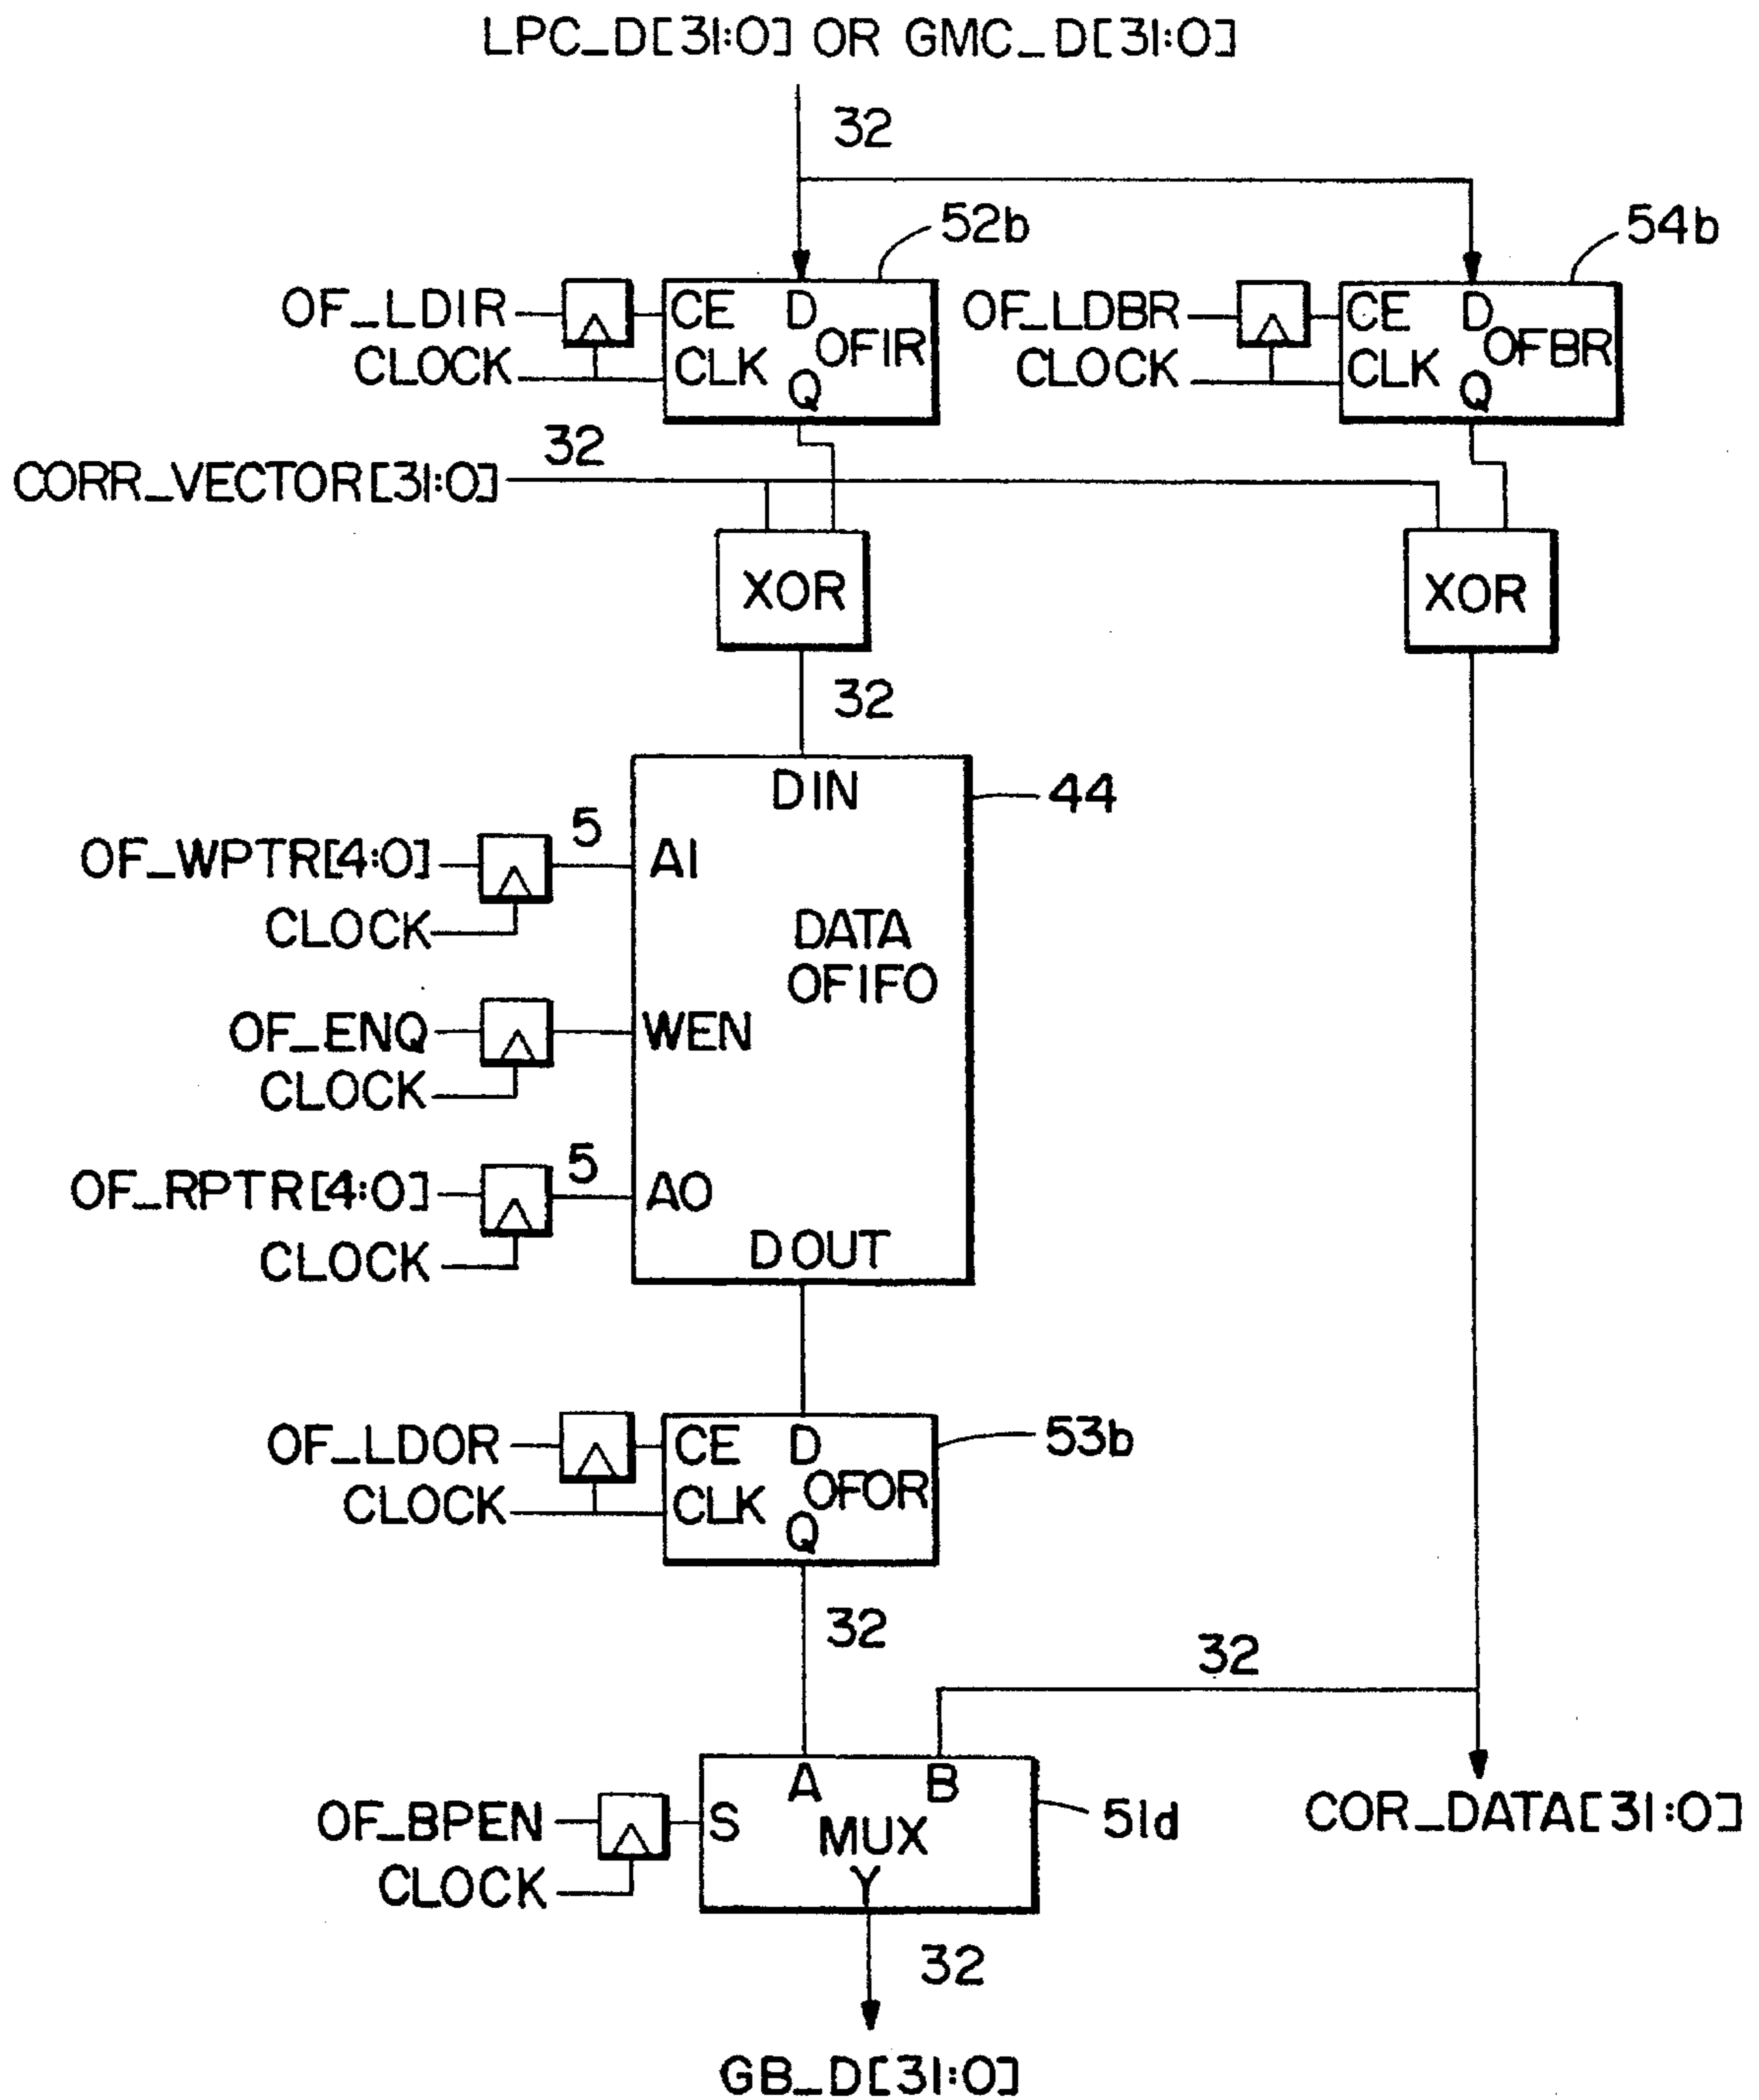 LPC_D[31:0] OR GMC_D[31:0]
32
52b
54b
OF_LDIR
CE
D
OFIR
CLOCK
CLK
Q
OF_LDBR
CE
D
OFBR
CLOCK
CLK
Q
32
CORR_VECTOR[31:0]
XOR
XOR
32
DIN
44
5
OF_WPTR[4:0]
AI
CLOCK
DATA
OFIFO
OF_ENQ
WEN
CLOCK
5
OF_RPTR[4:0]
AO
CLOCK
DOUT
OF_LDOR
CE
D
53b
OFOR
CLOCK
CLK
Q
32
32
A
B
OF_BPEN
S
MUX
51d
COR_DATA[31:0]
CLOCK
Y
32
GB_D[31:0]